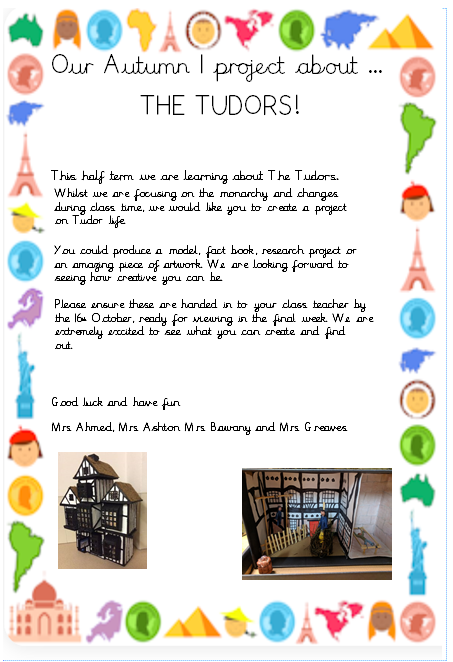 Our Autumn 1 project about ...
THE TUDORS!
This half term we are learning about The Tudors.
Whilst we are focusing on the monarchy and changes
during class time, we would like you to create a project
on Tudor life
You could produce a model, fact book, research project or
an amazing piece of artwork. We are looking forward to
seeing how creative you can be.
Please ensure these are handed in to your class teacher by
the 16th October, ready for viewing in the final week. We are
extremely excited to see what you can create and find
out.
Good luck and have fun
Mrs Ahmed, Mrs Ashton Mrs Bawany and Mrs Greaves